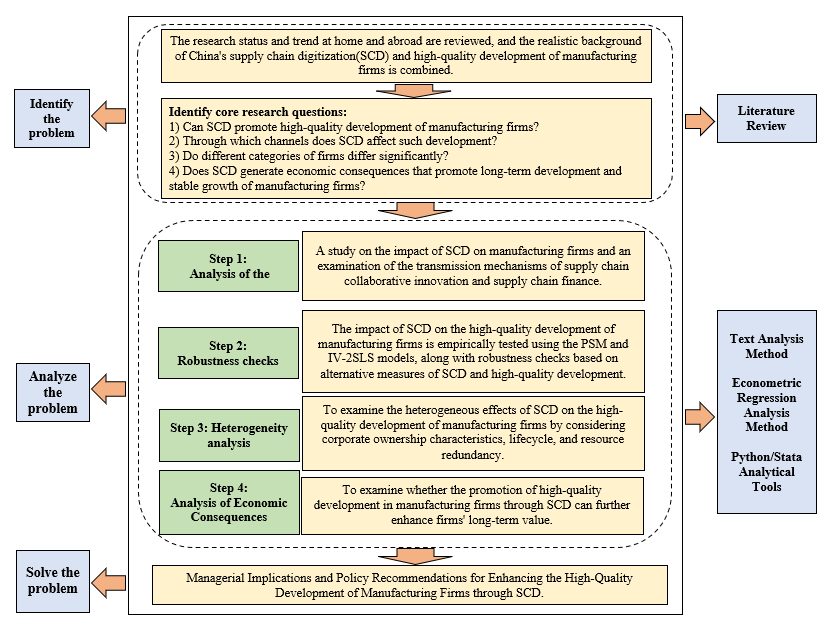 The research status and trend at home and abroad are reviewed, and the realistic background
of China's supply chain digitization(SCD) and high-quality development of manufacturing
firms is combined.
Identify
the
problem
Identify core research questions:
1) Can SCD promote high-quality development of manufacturing firms?
2) Through which channels does SCD affect such development?
3) Do different categories of firms differ significantly?
4) Does SCD generate economic consequences that promote long-term development and
stable growth of manufacturing firms?
Literature
Review
Step 1:
Analysis of the
A study on the impact of SCD on manufacturing firms and an
examination of the transmission mechanisms of supply chain
collaborative innovation and supply chain finance.
Step 2:
Robustness checks
The impact of SCD on the high-quality development of
manufacturing firms is empirically tested using the PSM and
IV-2SLS models, along with robustness checks based on
alternative measures of SCD and high-quality development.
Analyze
the
problem
Step 3: Heterogeneity
analysis
To examine the heterogeneous effects of SCD on the high-
quality development of manufacturing firms by considering
corporate ownership characteristics, lifecycle, and resource
redundancy.
Step 4:
Analysis of Economic
Consequences
To examine whether the promotion of high-quality
development in manufacturing firms through SCD can further
enhance firms' long-term value.
Text Analysis
Method
Econometric
Regression
Analysis
Method
Python/Stata
Analytical
Tools
Solve the
problem
Managerial Implications and Policy Recommendations for Enhancing the High-Quality
Development of Manufacturing Firms through SCD.